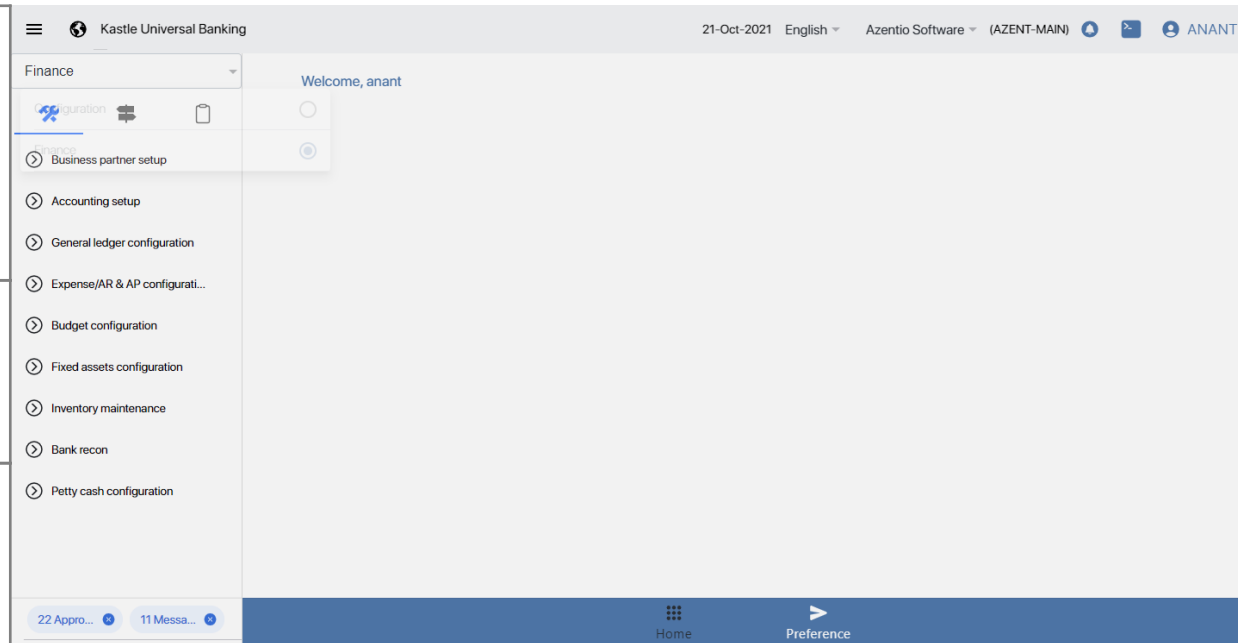 Kastle Universal Banking
21-Oct-2021 English Azentio Software (AZENT-MAIN) ANANT
Finance
Welcome, anant
Configuration
Finance
Business partner setup
Accounting setup
General ledger configuration
Expense/AR & AP configurati...
Budget configuration
Fixed assets configuration
Inventory maintenance
Bank recon
Petty cash configuration
22 Appro... 11 Messa...
Home Preference